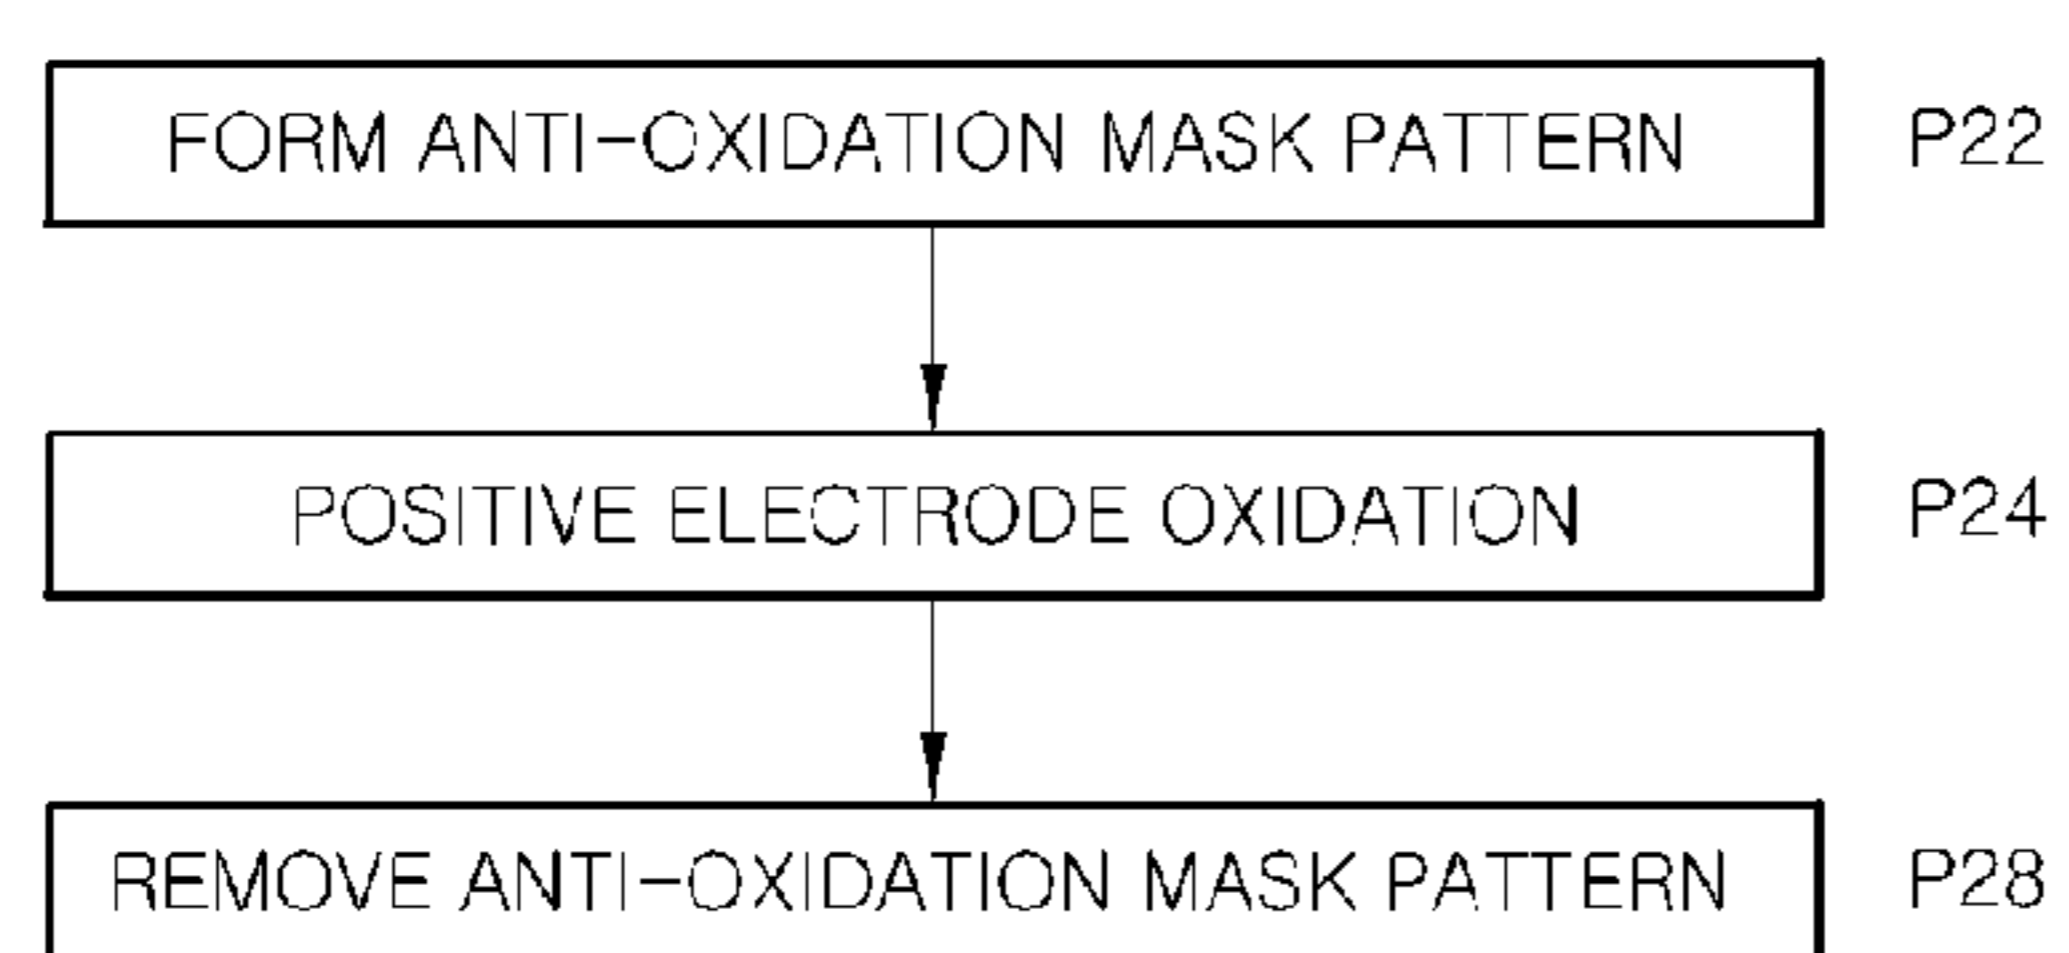 FORM ANTI-OXIDATION MASK PATTERN P22
POSITIVE ELECTRODE OXIDATION P24
REMOVE ANTI-OXIDATION MASK PATTERN P28